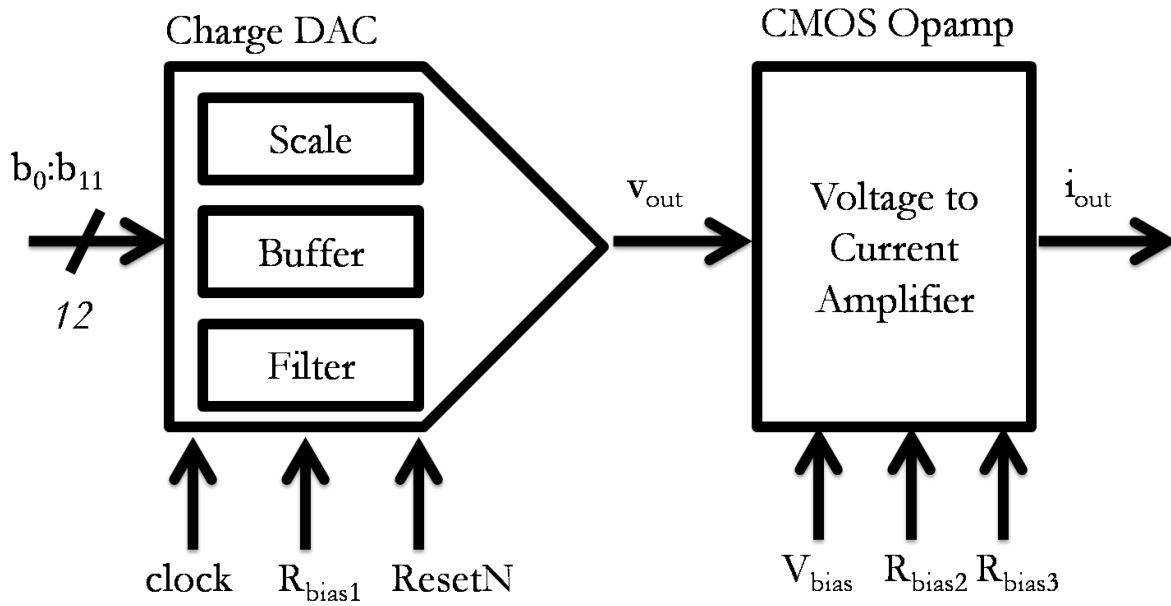 Charge DAC
CMOS Opamp
Scale
Buffer
Filter
b0:b11
12
vout
Voltage to
Current
Amplifier
iout
clock
Rbias1
ResetN
Vbias
Rbias2
Rbias3